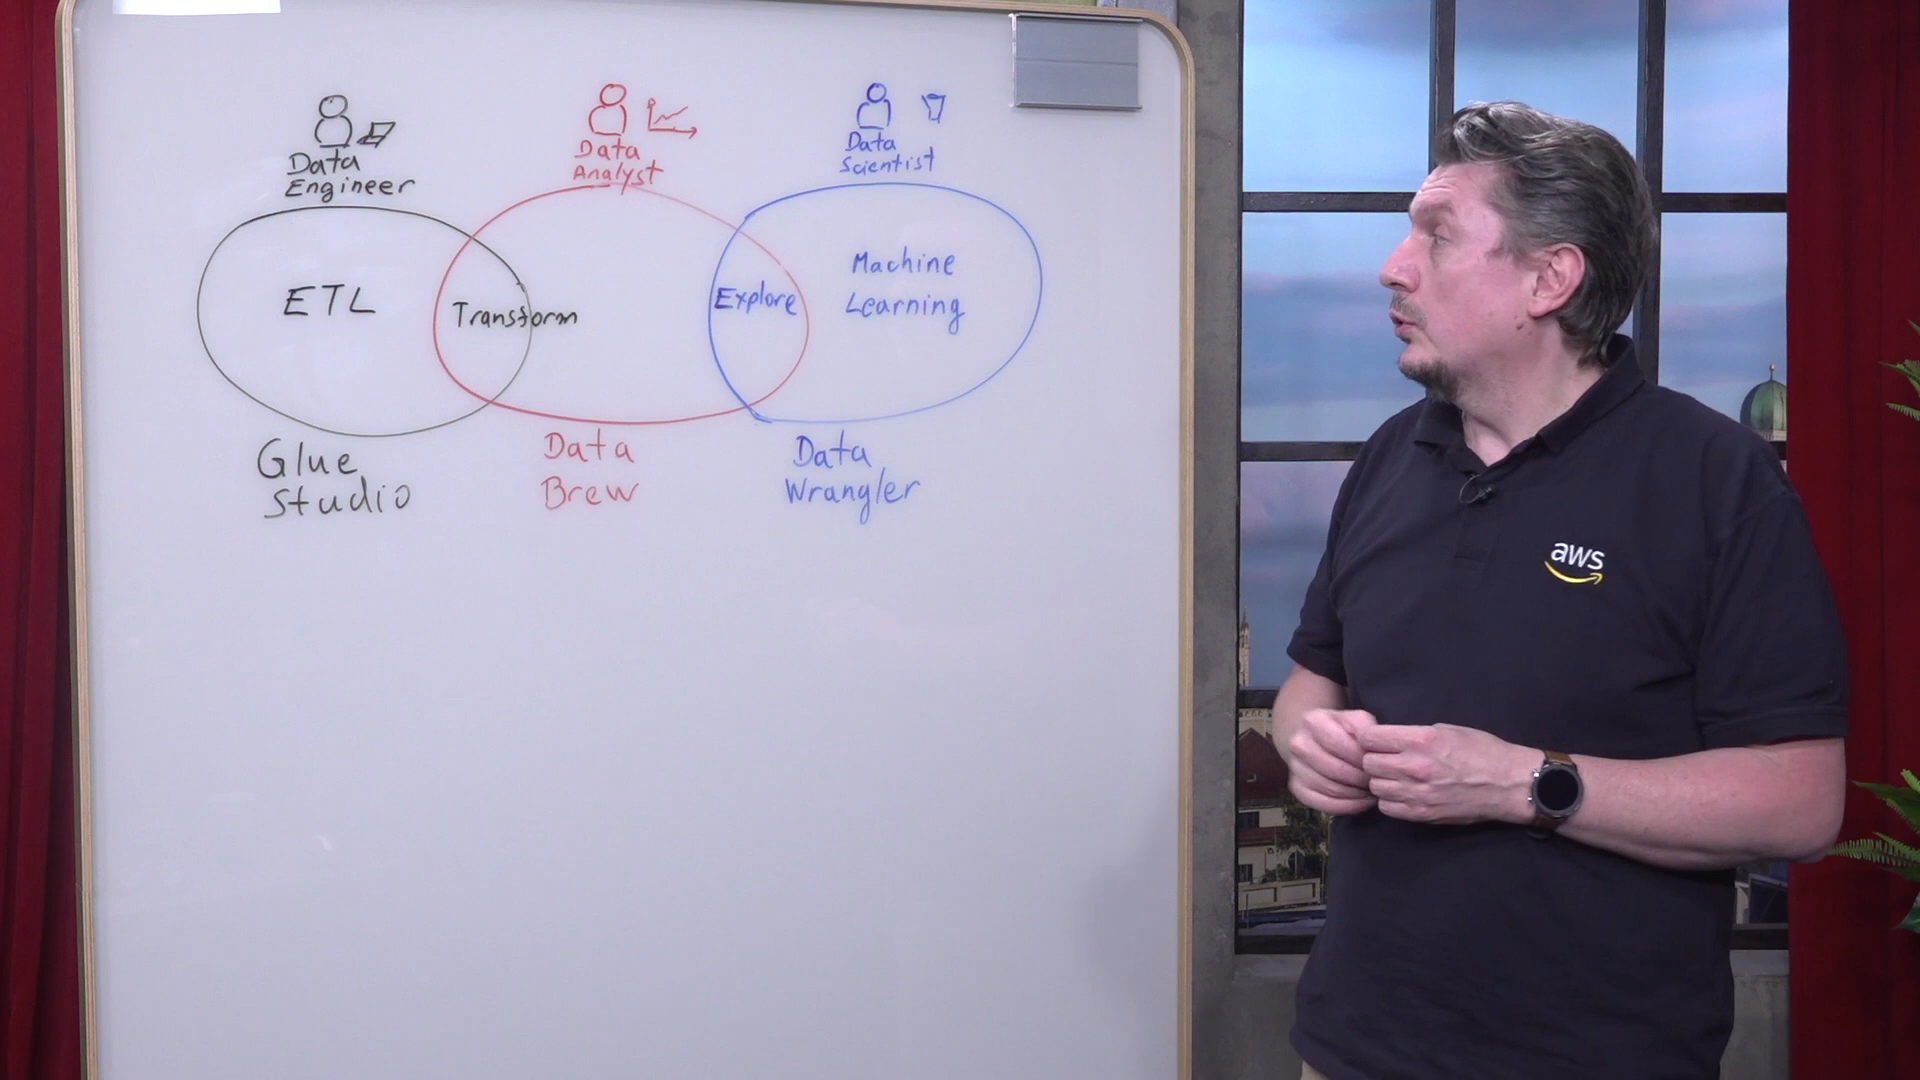 Data
Engineer
Data
Analyst
Data
Scientist
ETL
Transform
Explore
Machine
Learning
Glue
Studio
Data
Brew
Data
Wrangler
aws